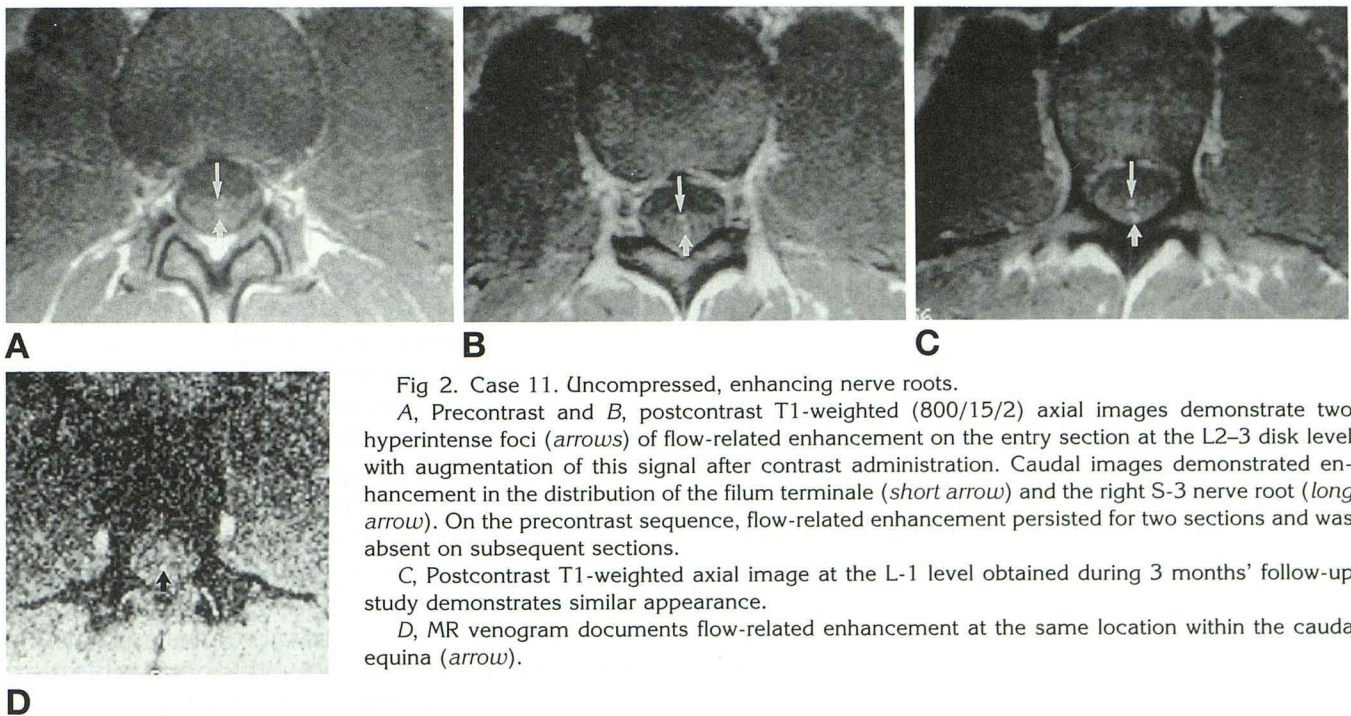 A
B
C
D
Fig 2. Case 11. Uncompressed, enhancing nerve roots.
A, Precontrast and B, postcontrast T1-weighted (800/15/2) axial images demonstrate two
hyperintense foci (arrows) of flow-related enhancement on the entry section at the L2–3 disk level
with augmentation of this signal after contrast administration. Caudal images demonstrated en-
hancement in the distribution of the filum terminale (short arrow) and the right S-3 nerve root (long
arrow). On the precontrast sequence, flow-related enhancement persisted for two sections and was
absent on subsequent sections.
C, Postcontrast T1-weighted axial image at the L-1 level obtained during 3 months' follow-up
study demonstrates similar appearance.
D, MR venogram documents flow-related enhancement at the same location within the cauda
equina (arrow).